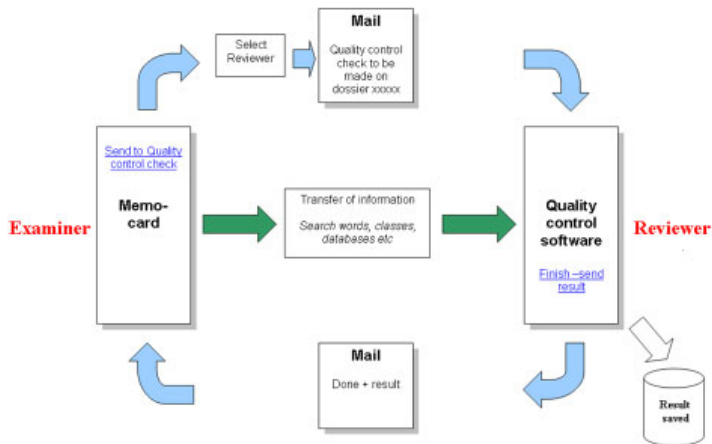 Select
Reviewer
Mail
Quality control
check to be
made on
dossier xxxxx
Send to Quality
control check
Memo-
card
Examiner
Transfer of information
Search words, classes,
databases etc
Quality
control
software
Finish –send
result
Reviewer
Mail
Done + result
Result
saved